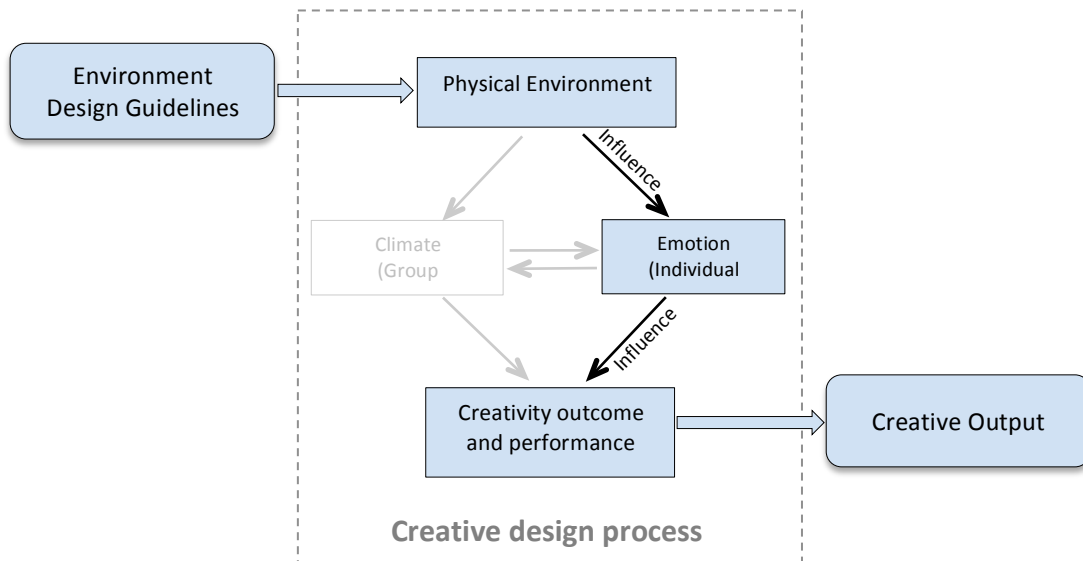 Environment
Design Guidelines
Physical Environment
Influence
Climate
(Group
Emotion
(Individual
Influence
Creativity outcome
and performance
Creative Output
Creative design process